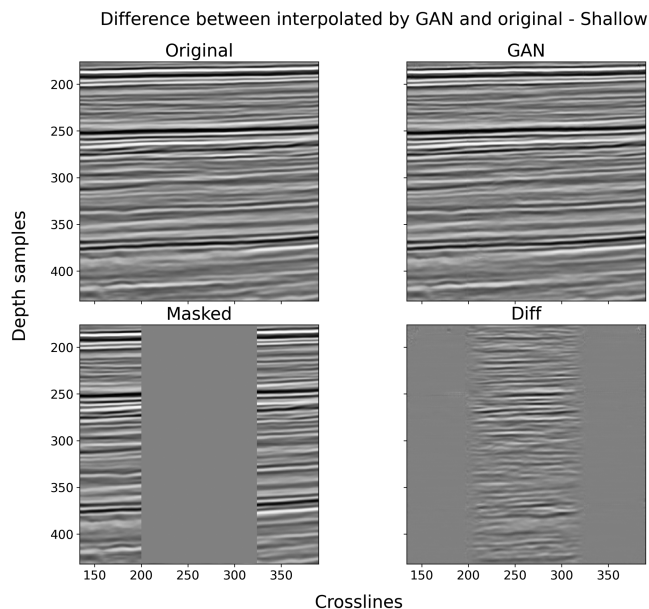 Difference between interpolated by GAN and original - Shallow
Original
GAN
200
250
300
350
400
Depth samples
Masked
Diff
200
250
300
350
400
150 200 250 300 350
150 200 250 300 350
Crosslines